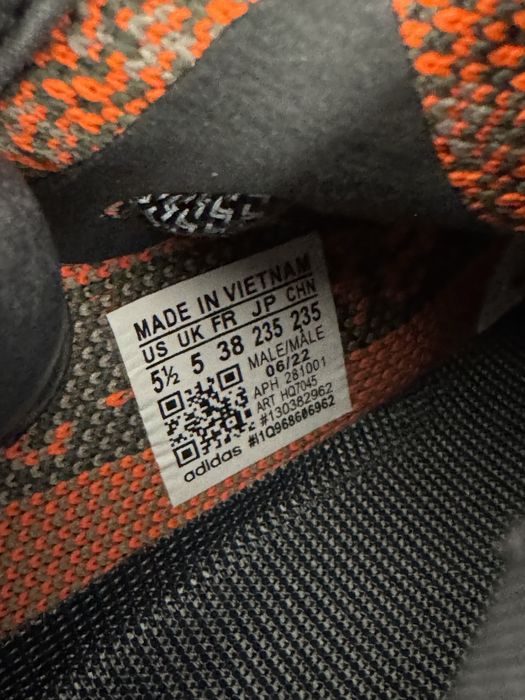 MADE IN VIETNAM
US UK FR JP CHN
5½ 5 38 235 235
MALE/MÂLE
06/22
APH 281001
ART HQ7045
#130382962
adidas #I1Q968606962